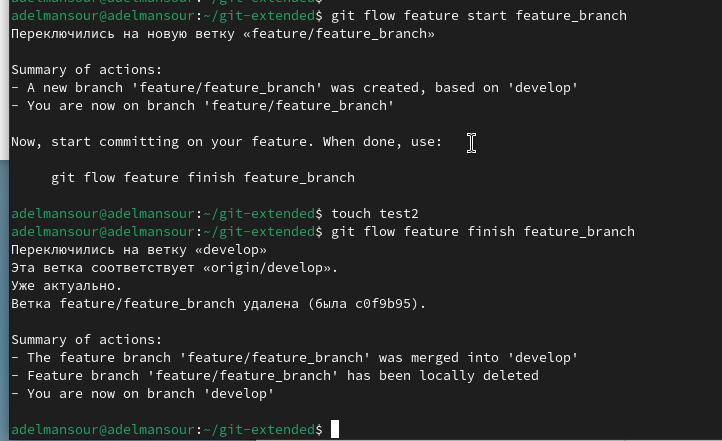 adelmansour@adelmansour:~/git-extended$ git flow feature start feature_branch
Переключились на новую ветку «feature/feature_branch»
Summary of actions:
- A new branch 'feature/feature_branch' was created, based on 'develop'
- You are now on branch 'feature/feature_branch'
Now, start committing on your feature. When done, use:
git flow feature finish feature_branch
adelmansour@adelmansour:~/git-extended$ touch test2
adelmansour@adelmansour:~/git-extended$ git flow feature finish feature_branch
Переключились на ветку «develop»
Эта ветка соответствует «origin/develop».
Уже актуально.
Ветка feature/feature_branch удалена (была c0f9b95).
Summary of actions:
- The feature branch 'feature/feature_branch' was merged into 'develop'
- Feature branch 'feature/feature_branch' has been locally deleted
- You are now on branch 'develop'
adelmansour@adelmansour:~/git-extended$